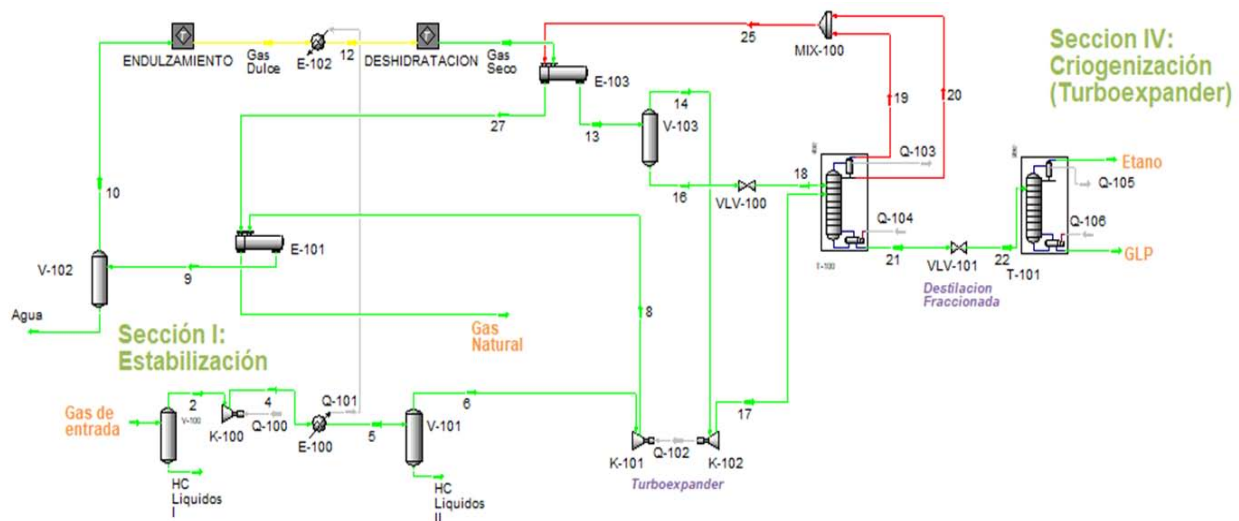 25
MIX-100
Seccion IV:
Criogenización
(Turboexpander)
ENDULZAMIENTO
Gas
Dulce
E-102
12
DESHIDRATACION
Gas
Seco
E-103
19
20
27
13
14
V-103
Q-103
Etano
Q-105
10
16
VLV-100
18
Q-104
Q-106
E-101
T-100
21
VLV-101
22
T-101
GLP
V-102
9
Destilacion
Fraccionada
Agua
8
Sección I:
Estabilización
Gas
Natural
Gas de
entrada
2
V-100
K-100
4
Q-100
Q-101
E-100
5
V-101
6
17
K-101
Q-102
K-102
Turboexpander
HC
Liquidos
I
HC
Liquidos
II